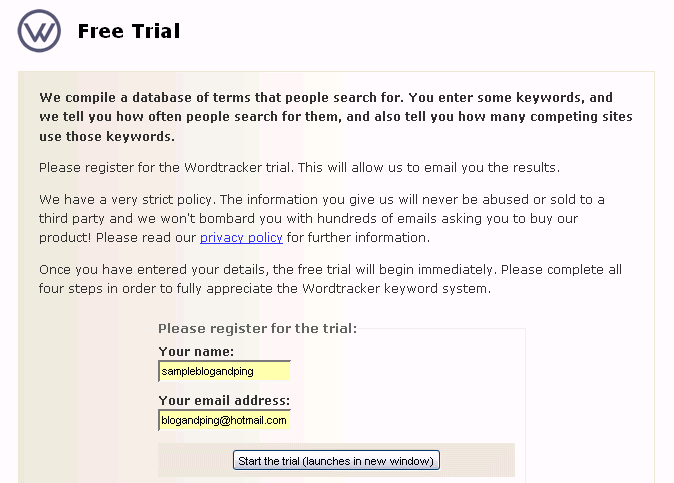 Free Trial
We compile a database of terms that people search for. You enter some keywords, and
we tell you how often people search for them, and also tell you how many competing sites
use those keywords.
Please register for the Wordtracker trial. This will allow us to email you the results.
We have a very strict policy. The information you give us will never be abused or sold to a
third party and we won't bombard you with hundreds of emails asking you to buy our
product! Please read our privacy policy for further information.
Once you have entered your details, the free trial will begin immediately. Please complete all
four steps in order to fully appreciate the Wordtracker keyword system.
Please register for the trial:
Your name:
sampleblogandping
Your email address:
blogandping@hotmail.com
Start the trial (launches in new window)